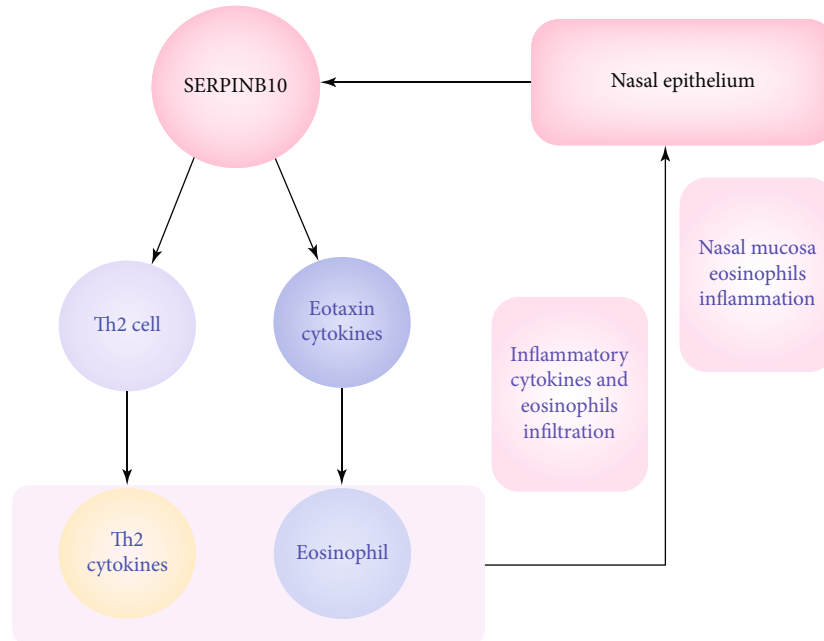 SERPINB10
Nasal epithelium
Nasal mucosa
eosinophils
inflammation
Th2 cell
Eotaxin
cytokines
Inflammatory
cytokines and
eosinophils
infiltration
Th2
cytokines
Eosinophil